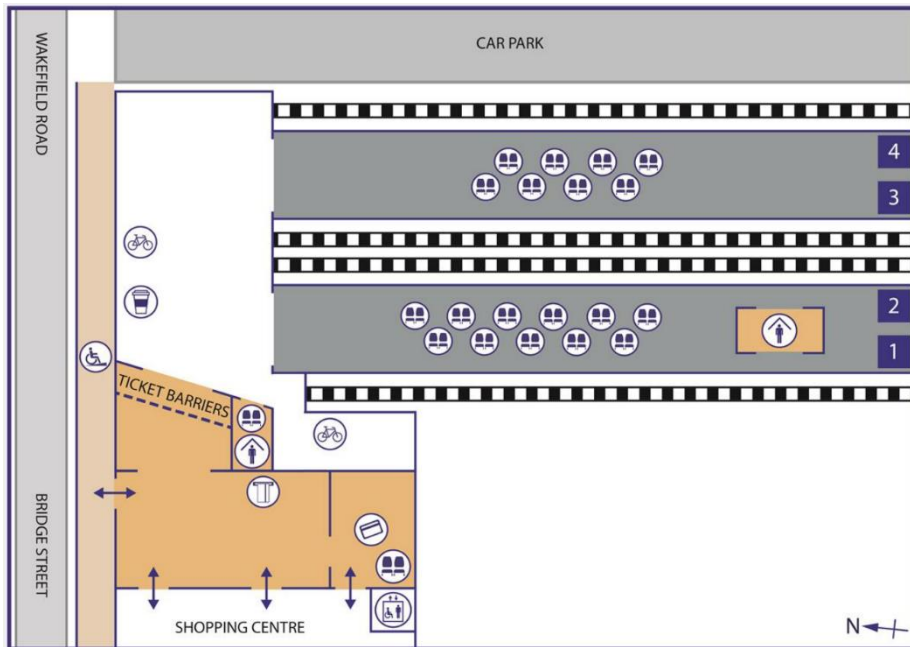 CAR PARK
WAKEFIELD ROAD
4
3
2
1
TICKET BARRIERS
BRIDGE STREET
SHOPPING CENTRE
N